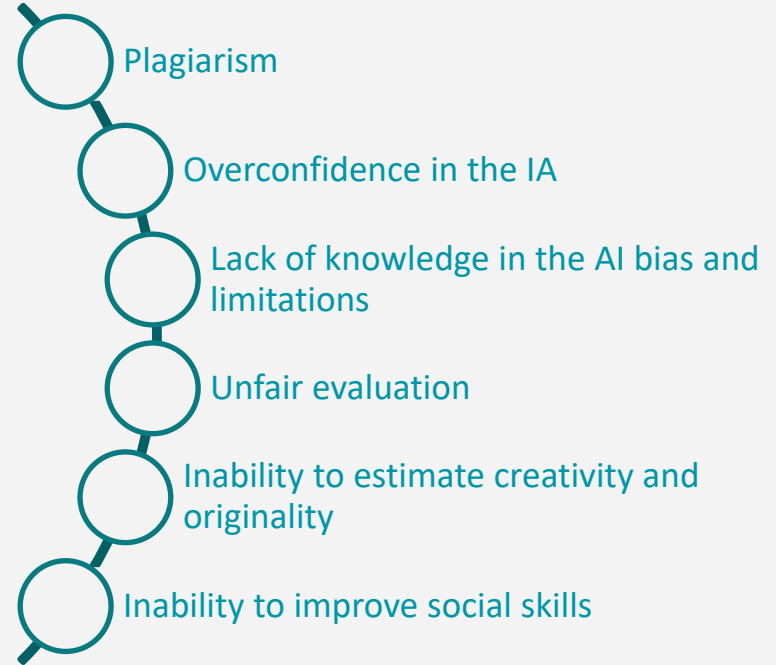 Plagiarism
Overconfidence in the IA
Lack of knowledge in the AI bias and
limitations
Unfair evaluation
Inability to estimate creativity and
originality
Inability to improve social skills